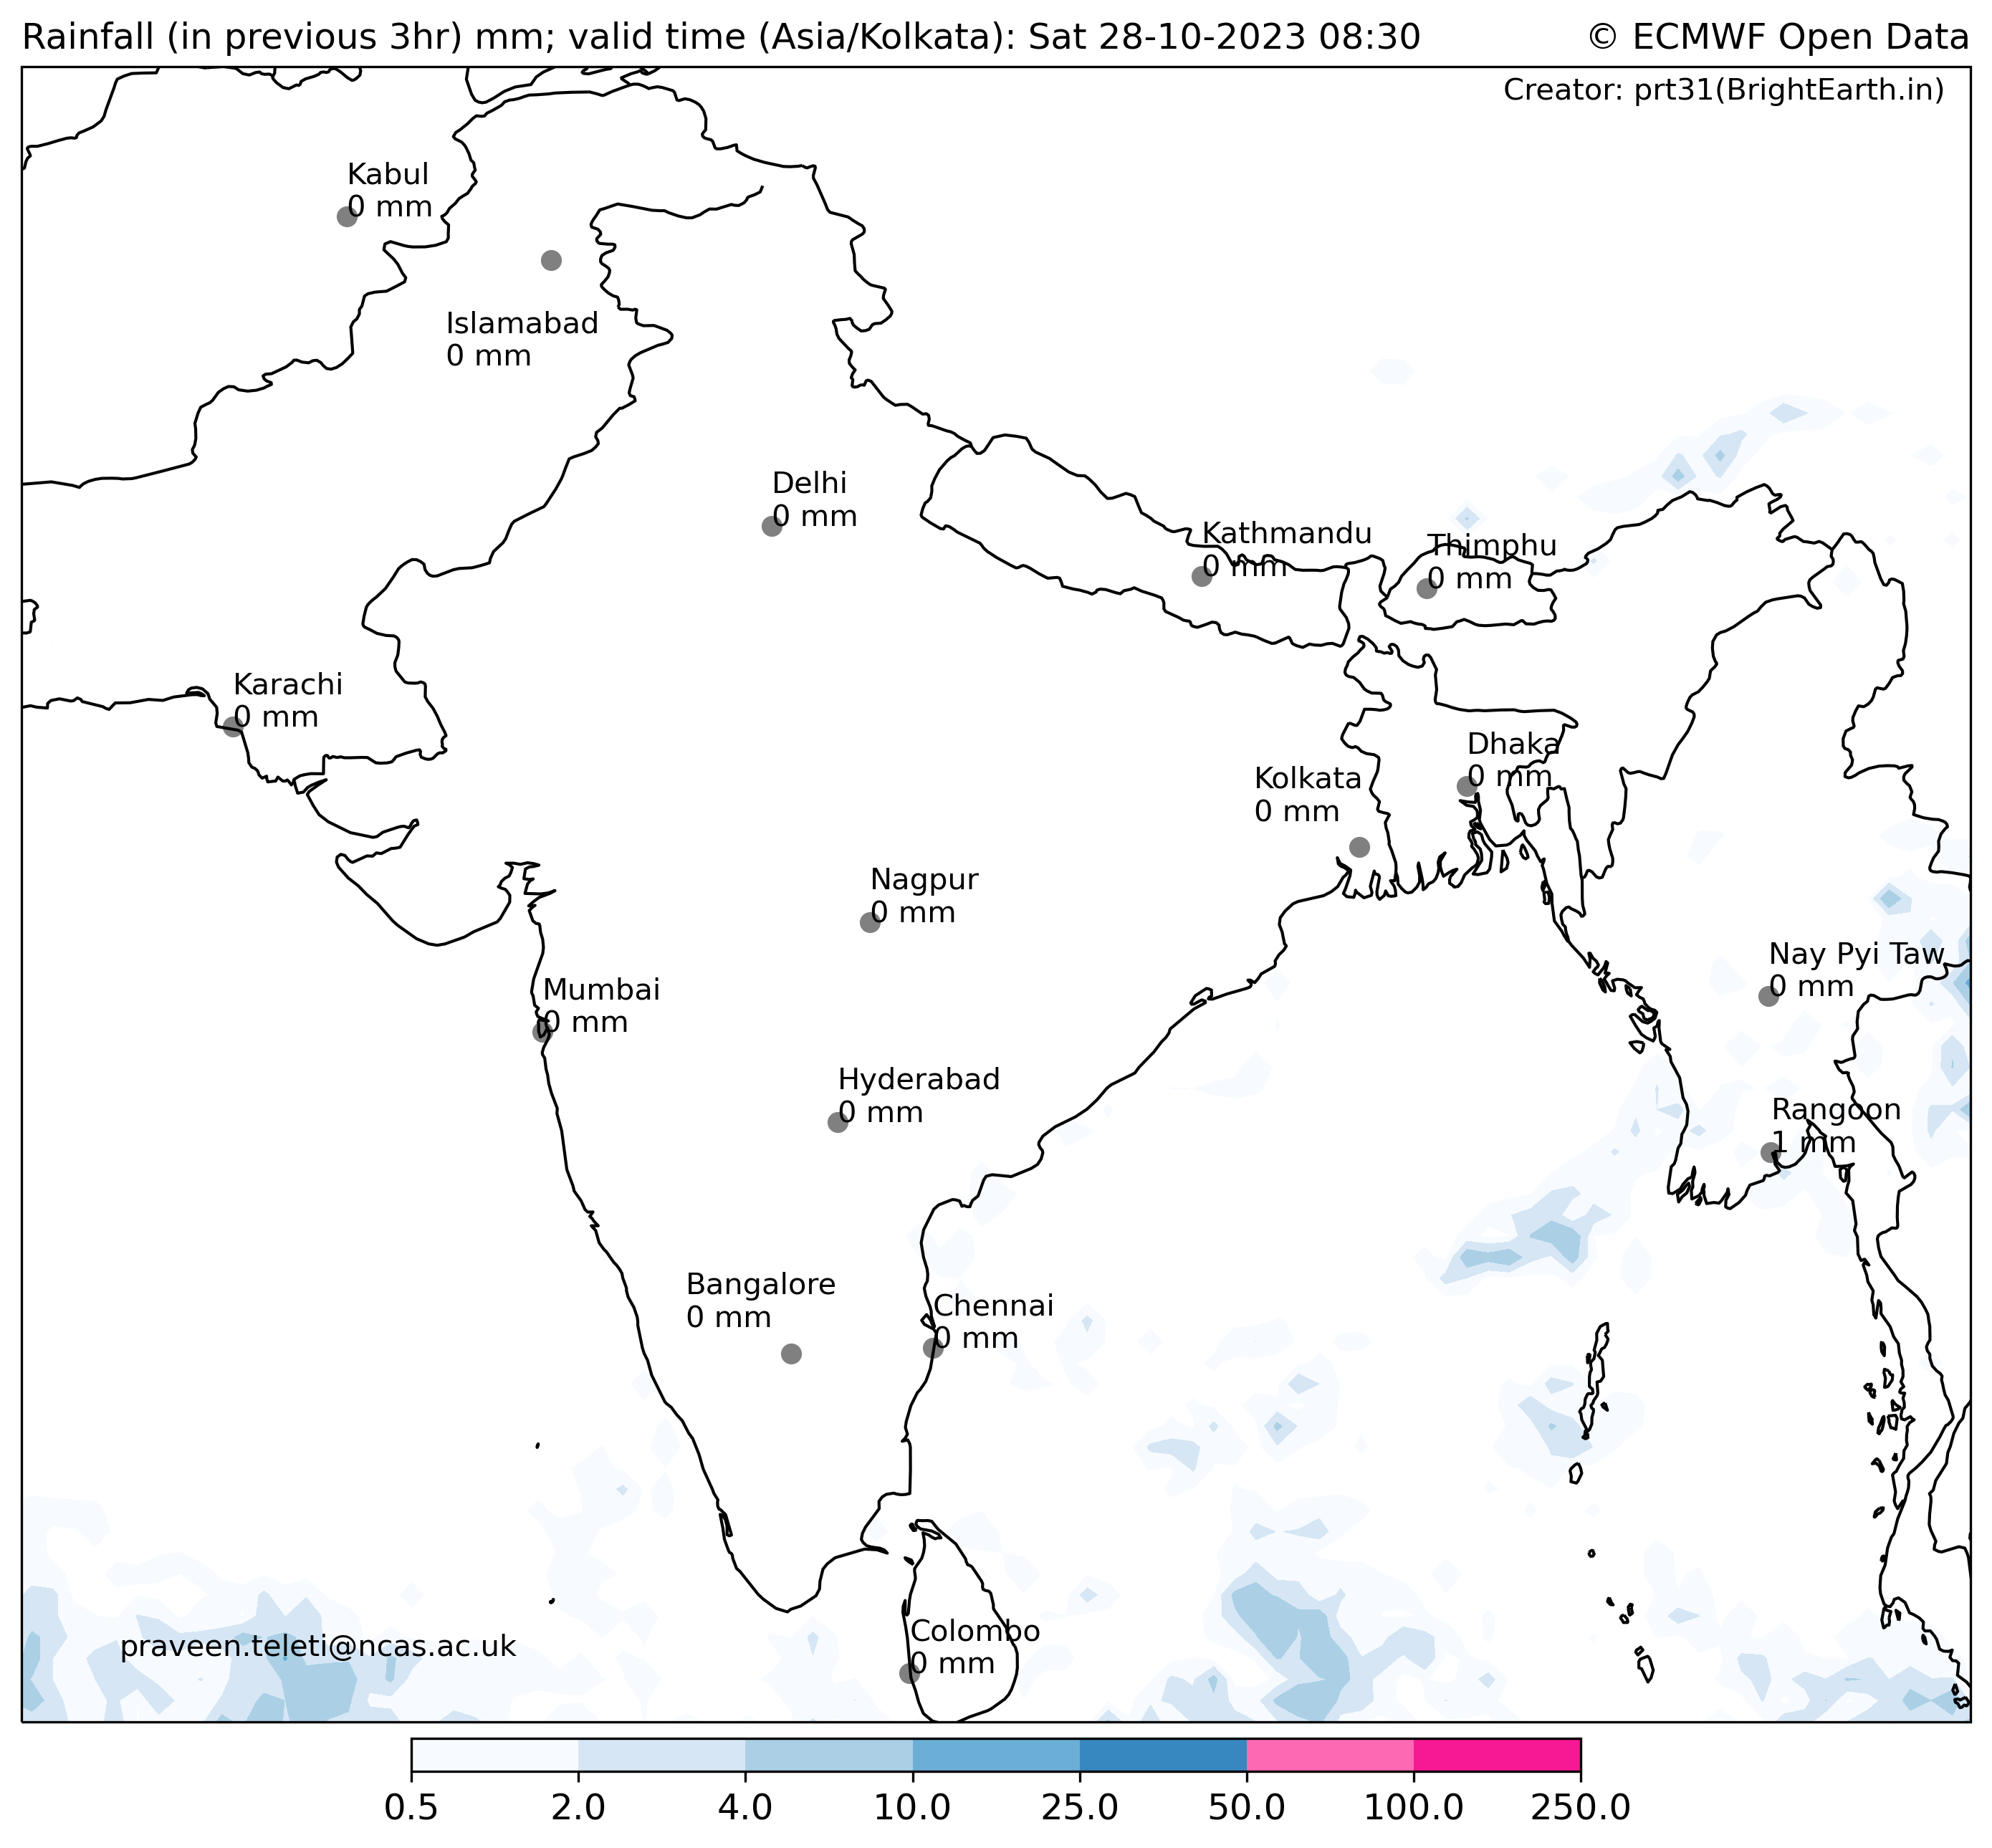 Rainfall (in previous 3hr) mm; valid time (Asia/Kolkata): Sat 28-10-2023 08:30
© ECMWF Open Data
Creator: prt31(BrightEarth.in)
Kabul
0 mm
Islamabad
0 mm
Delhi
0 mm
Kathmandu
0 mm
Thimphu
0 mm
Karachi
0 mm
Dhaka
0 mm
Kolkata
0 mm
Nagpur
0 mm
Nay Pyi Taw
0 mm
Mumbai
0 mm
Hyderabad
0 mm
Rangoon
1 mm
Bangalore
0 mm
Chennai
0 mm
Colombo
0 mm
praveen.teleti@ncas.ac.uk
0.5 2.0 4.0 10.0 25.0 50.0 100.0 250.0